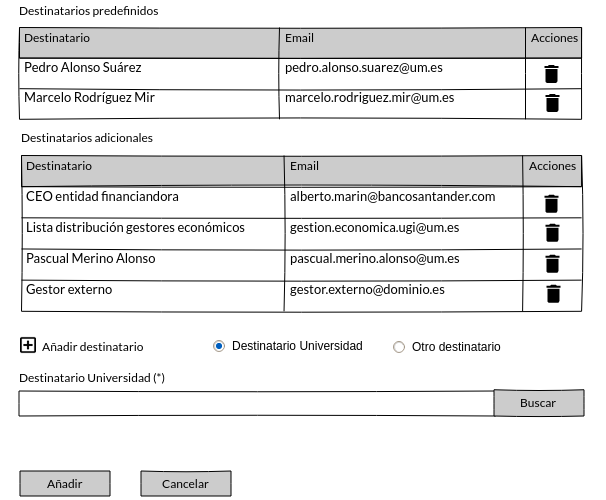 Destinatarios predefinidos
Destinatario Email Acciones
Pedro Alonso Suárez pedro.alonso.suarez@um.es
Marcelo Rodríguez Mir marcelo.rodriguez.mir@um.es
Destinatarios adicionales
Destinatario Email Acciones
CEO entidad financiandora alberto.marin@bancosantander.com
Lista distribución gestores económicos gestion.economica.ugi@um.es
Pascual Merino Alonso pascual.merino.alonso@um.es
Gestor externo gestor.externo@dominio.es
Añadir destinatario Destinatario Universidad Otro destinatario
Destinatario Universidad (*)
Buscar
Añadir Cancelar